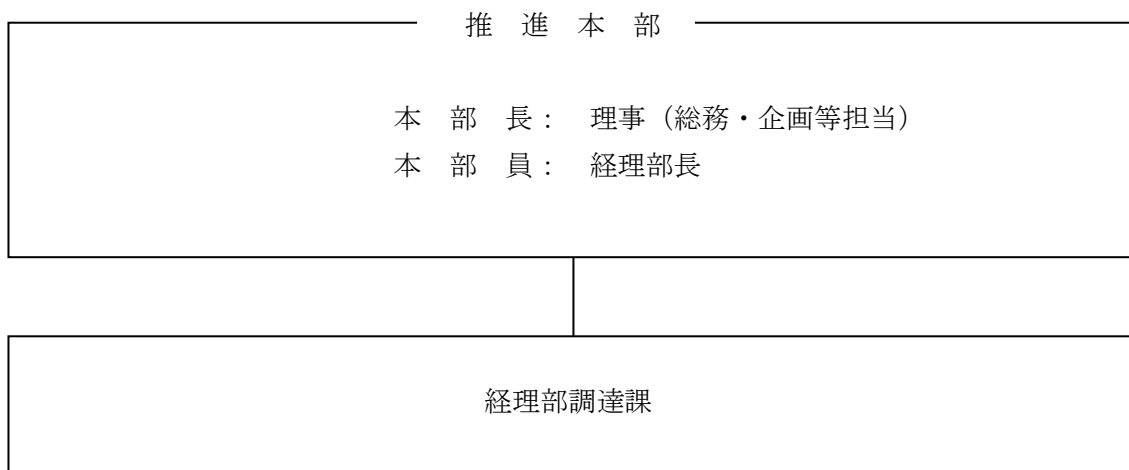 推 進 本 部
本 部 長： 理事（総務・企画等担当）
本 部 員： 経理部長
経理部調達課